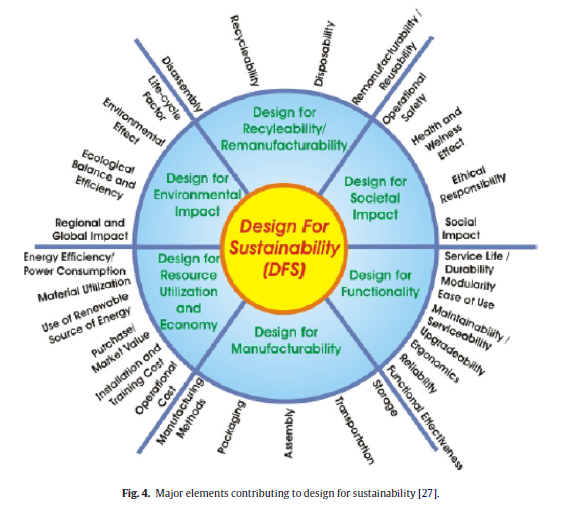 Disassembly
Recycleability
Disposability
Remanufacturability /
Reusability
Operational
Safety
Health and
Welness
Effect
Ethical
Responsibility
Social
Impact
Service Life /
Durability
Modularity
Ease of Use
Maintainability /
Serviceability
Upgradeability
Ergonomics
Reliability
Functional Effectiveness
Storage
Transportation
Assembly
Packaging
Manufacturing
Methods
Operational
Cost
Installation and
Training Cost
Purchase/
Market Value
Use of Renewable
Source of Energy
Material Utilization
Energy Efficiency/
Power Consumption
Regional and
Global Impact
Ecological
Balance and
Efficiency
Environmental
Effect
Life-cycle
Factor
Design for
Recyleability/
Remanufacturability
Design for
Societal
Impact
Design for
Functionality
Design for
Manufacturability
Design for
Resource
Utilization
and
Economy
Design for
Environmental
Impact
Design For
Sustainability
(DFS)
Fig. 4. Major elements contributing to design for sustainability [27].